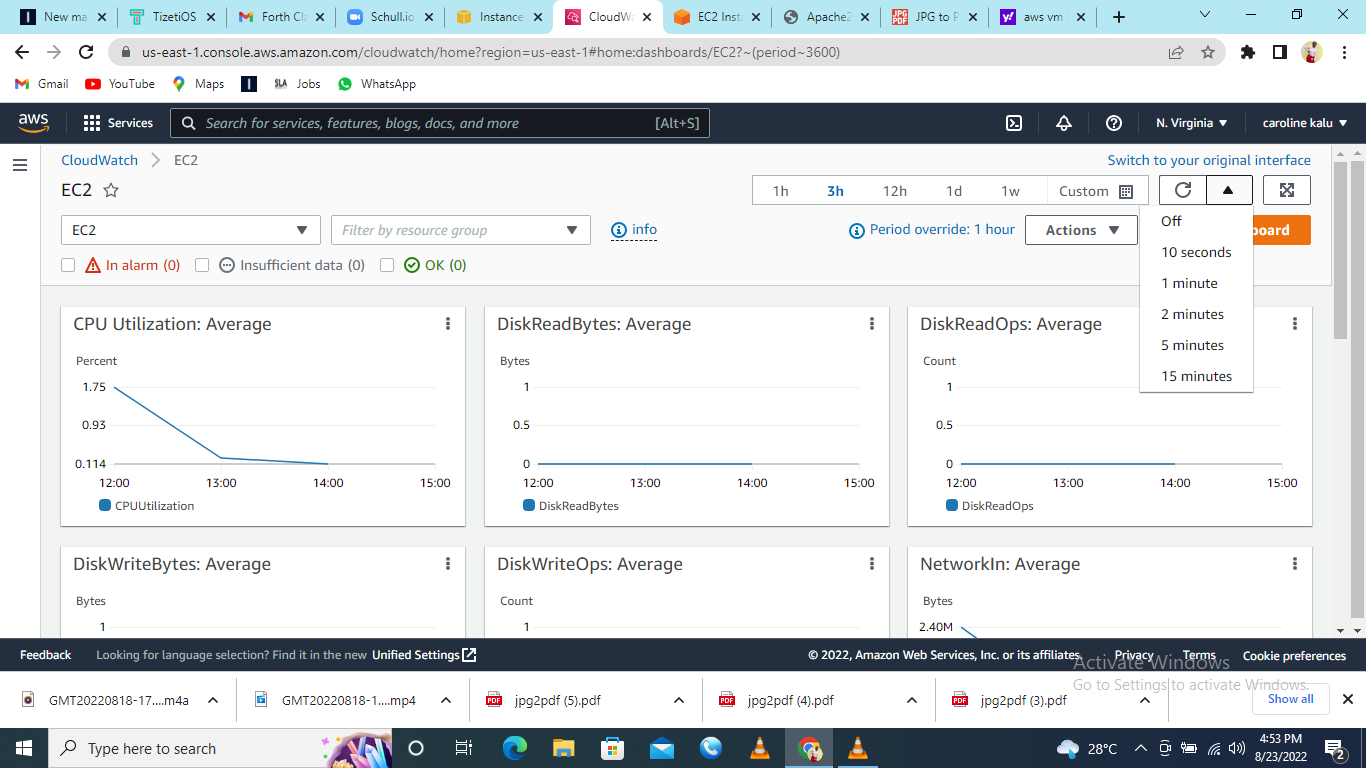 New ma
TizetiOS
Forth Cl
Schull.io
Instance
CloudWa
EC2 Inst
Apache2
JPG to P
aws vm
us-east-1.console.aws.amazon.com/cloudwatch/home?region=us-east-1#home:dashboards/EC2?~(period~3600)
Gmail YouTube Maps SLA Jobs WhatsApp
aws Services Search for services, features, blogs, docs, and more [Alt+S] N. Virginia caroline kalu
CloudWatch EC2 Switch to your original interface
EC2 1h 3h 12h 1d 1w Custom
EC2 Filter by resource group info Period override: 1 hour Actions board
Off
10 seconds
1 minute
2 minutes
5 minutes
15 minutes
In alarm (0) Insufficient data (0) OK (0)
CPU Utilization: Average
Percent
1.75
0.93
0.114
12:00 13:00 14:00 15:00
CPUUtilization
DiskReadBytes: Average
Bytes
1
0.5
0
12:00 13:00 14:00 15:00
DiskReadBytes
DiskReadOps: Average
Count
1
0.5
0
12:00 13:00 14:00 15:00
DiskReadOps
DiskWriteBytes: Average
Bytes
1
DiskWriteOps: Average
Count
1
NetworkIn: Average
Bytes
2.40M
Feedback Looking for language selection? Find it in the new Unified Settings © 2022, Amazon Web Services, Inc. or its affiliates. Privacy Terms Cookie preferences
Activate Windows
Go to Settings to activate Windows.
GMT20220818-17....m4a GMT20220818-1....mp4 jpg2pdf (5).pdf jpg2pdf (4).pdf jpg2pdf (3).pdf Show all
Type here to search 28°C 4:53 PM
8/23/2022
2